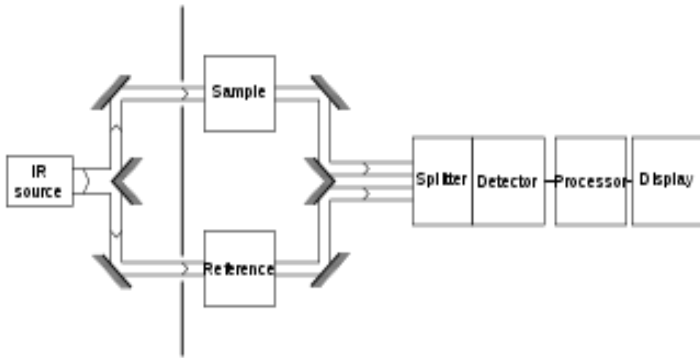 Sample
IR
source
Splitter
Detector
Processor
Display
Reference